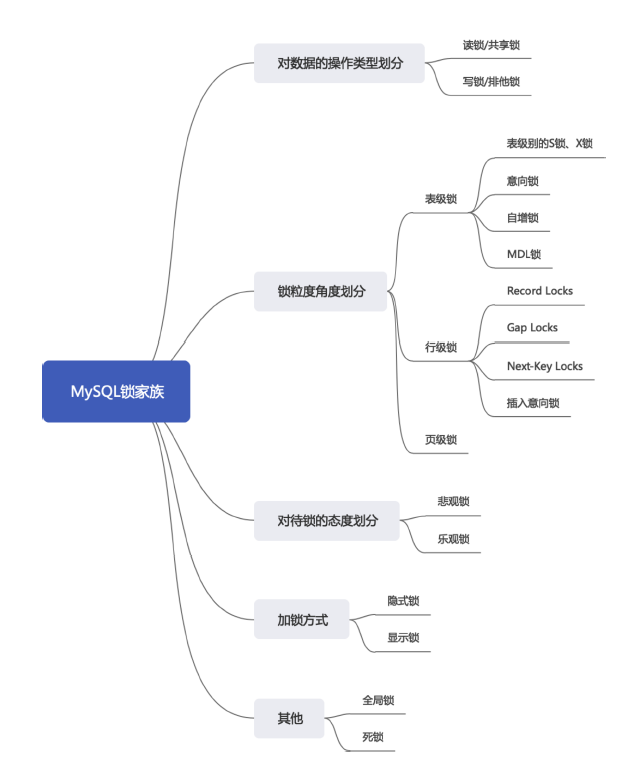 MySQL锁家族
对数据的操作类型划分
读锁/共享锁
写锁/排他锁
锁粒度角度划分
表级锁
表级别的S锁、X锁
意向锁
自增锁
MDL锁
行级锁
Record Locks
Gap Locks
Next-Key Locks
插入意向锁
页级锁
对待锁的态度划分
悲观锁
乐观锁
加锁方式
隐式锁
显示锁
其他
全局锁
死锁